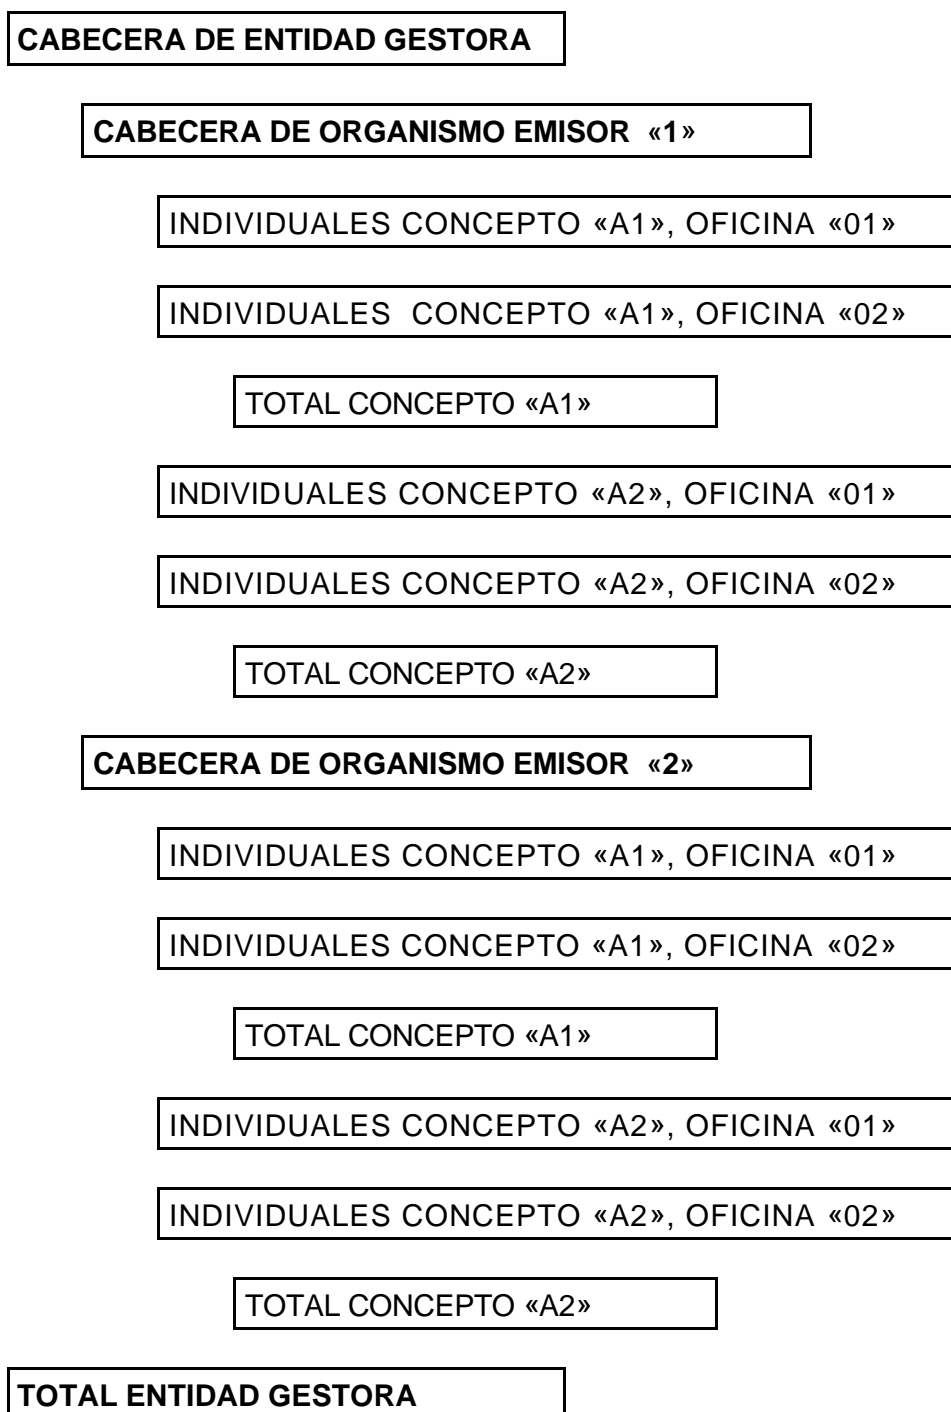 CABECERA DE ENTIDAD GESTORA
CABECERA DE ORGANISMO EMISOR «1»
INDIVIDUALES CONCEPTO «A1», OFICINA «01»
INDIVIDUALES CONCEPTO «A1», OFICINA «02»
TOTAL CONCEPTO «A1»
INDIVIDUALES CONCEPTO «A2», OFICINA «01»
INDIVIDUALES CONCEPTO «A2», OFICINA «02»
TOTAL CONCEPTO «A2»
CABECERA DE ORGANISMO EMISOR «2»
INDIVIDUALES CONCEPTO «A1», OFICINA «01»
INDIVIDUALES CONCEPTO «A1», OFICINA «02»
TOTAL CONCEPTO «A1»
INDIVIDUALES CONCEPTO «A2», OFICINA «01»
INDIVIDUALES CONCEPTO «A2», OFICINA «02»
TOTAL CONCEPTO «A2»
TOTAL ENTIDAD GESTORA